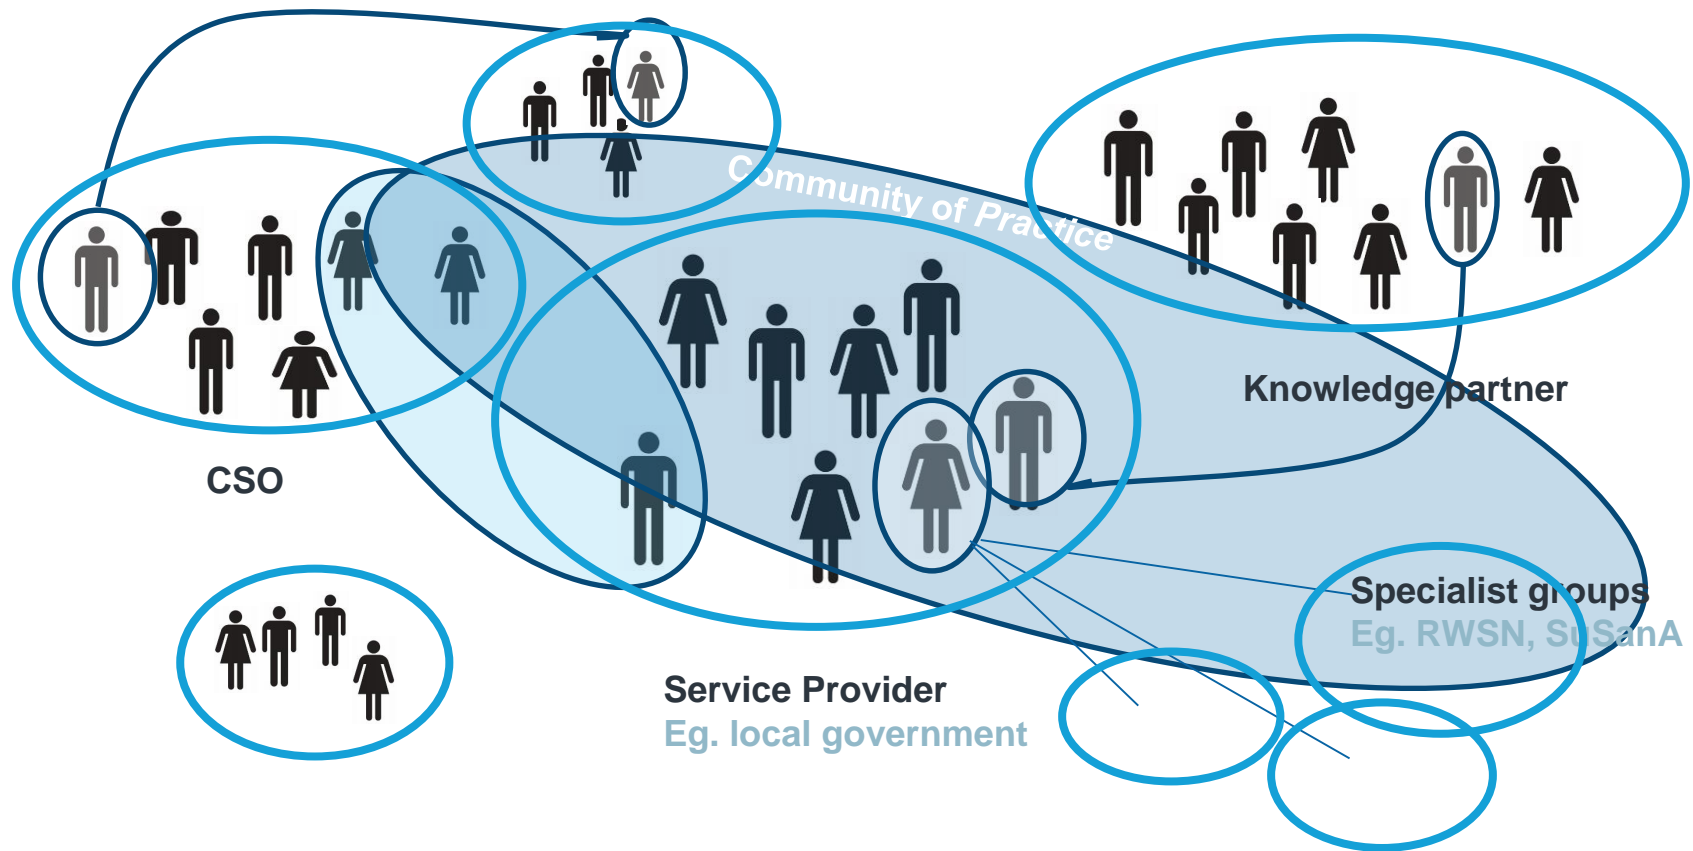 Community of Practice
Knowledge partner
CSO
Specialist groups
Eg. RWSN, SuSanA
Service Provider
Eg. local government